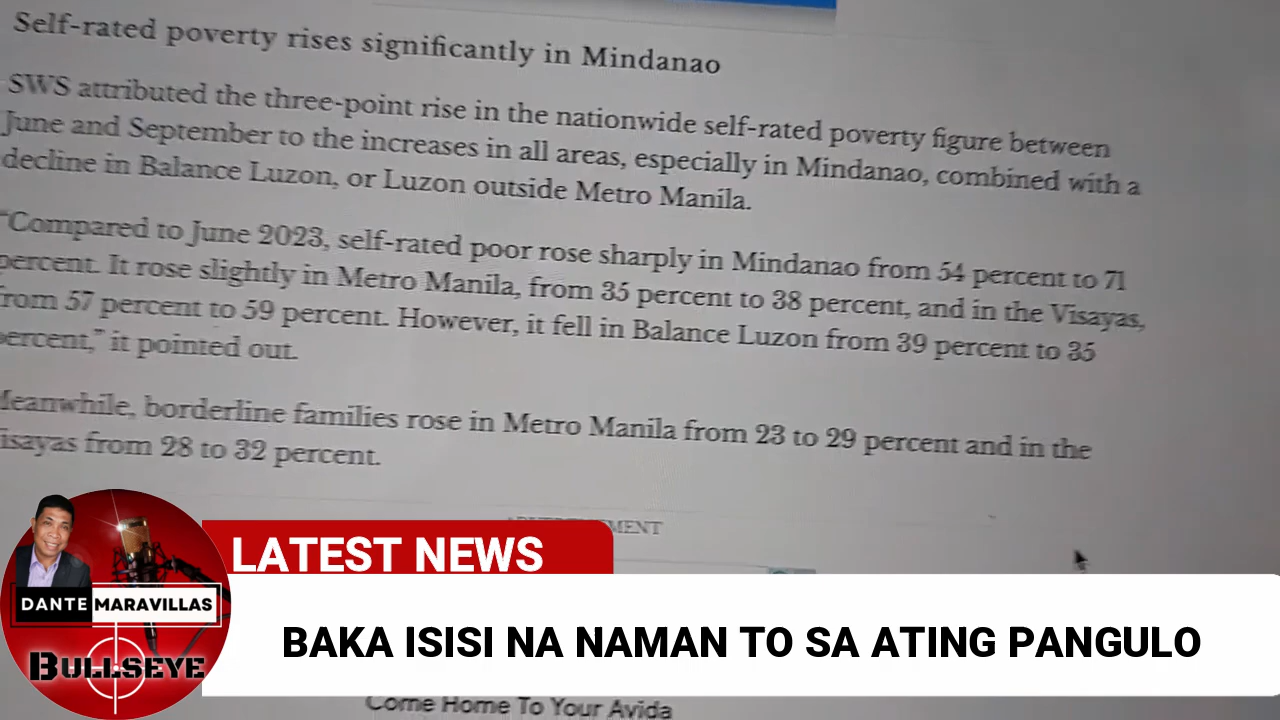 Self-rated poverty rises significantly in Mindanao
SWS attributed the three-point rise in the nationwide self-rated poverty figure between
June and September to the increases in all areas, especially in Mindanao, combined with a
decline in Balance Luzon, or Luzon outside Metro Manila.
“Compared to June 2023, self-rated poor rose sharply in Mindanao from 54 percent to 71
percent. It rose slightly in Metro Manila, from 35 percent to 38 percent, and in the Visayas,
from 57 percent to 59 percent. However, it fell in Balance Luzon from 39 percent to 35
percent,” it pointed out.
Meanwhile, borderline families rose in Metro Manila from 23 to 29 percent and in the
isayas from 28 to 32 percent.
ADVERTISEMENT
LATEST NEWS
DANTE MARAVILLAS
BULLSEYE
BAKA ISISI NA NAMAN TO SA ATING PANGULO
Come Home To Your Avida